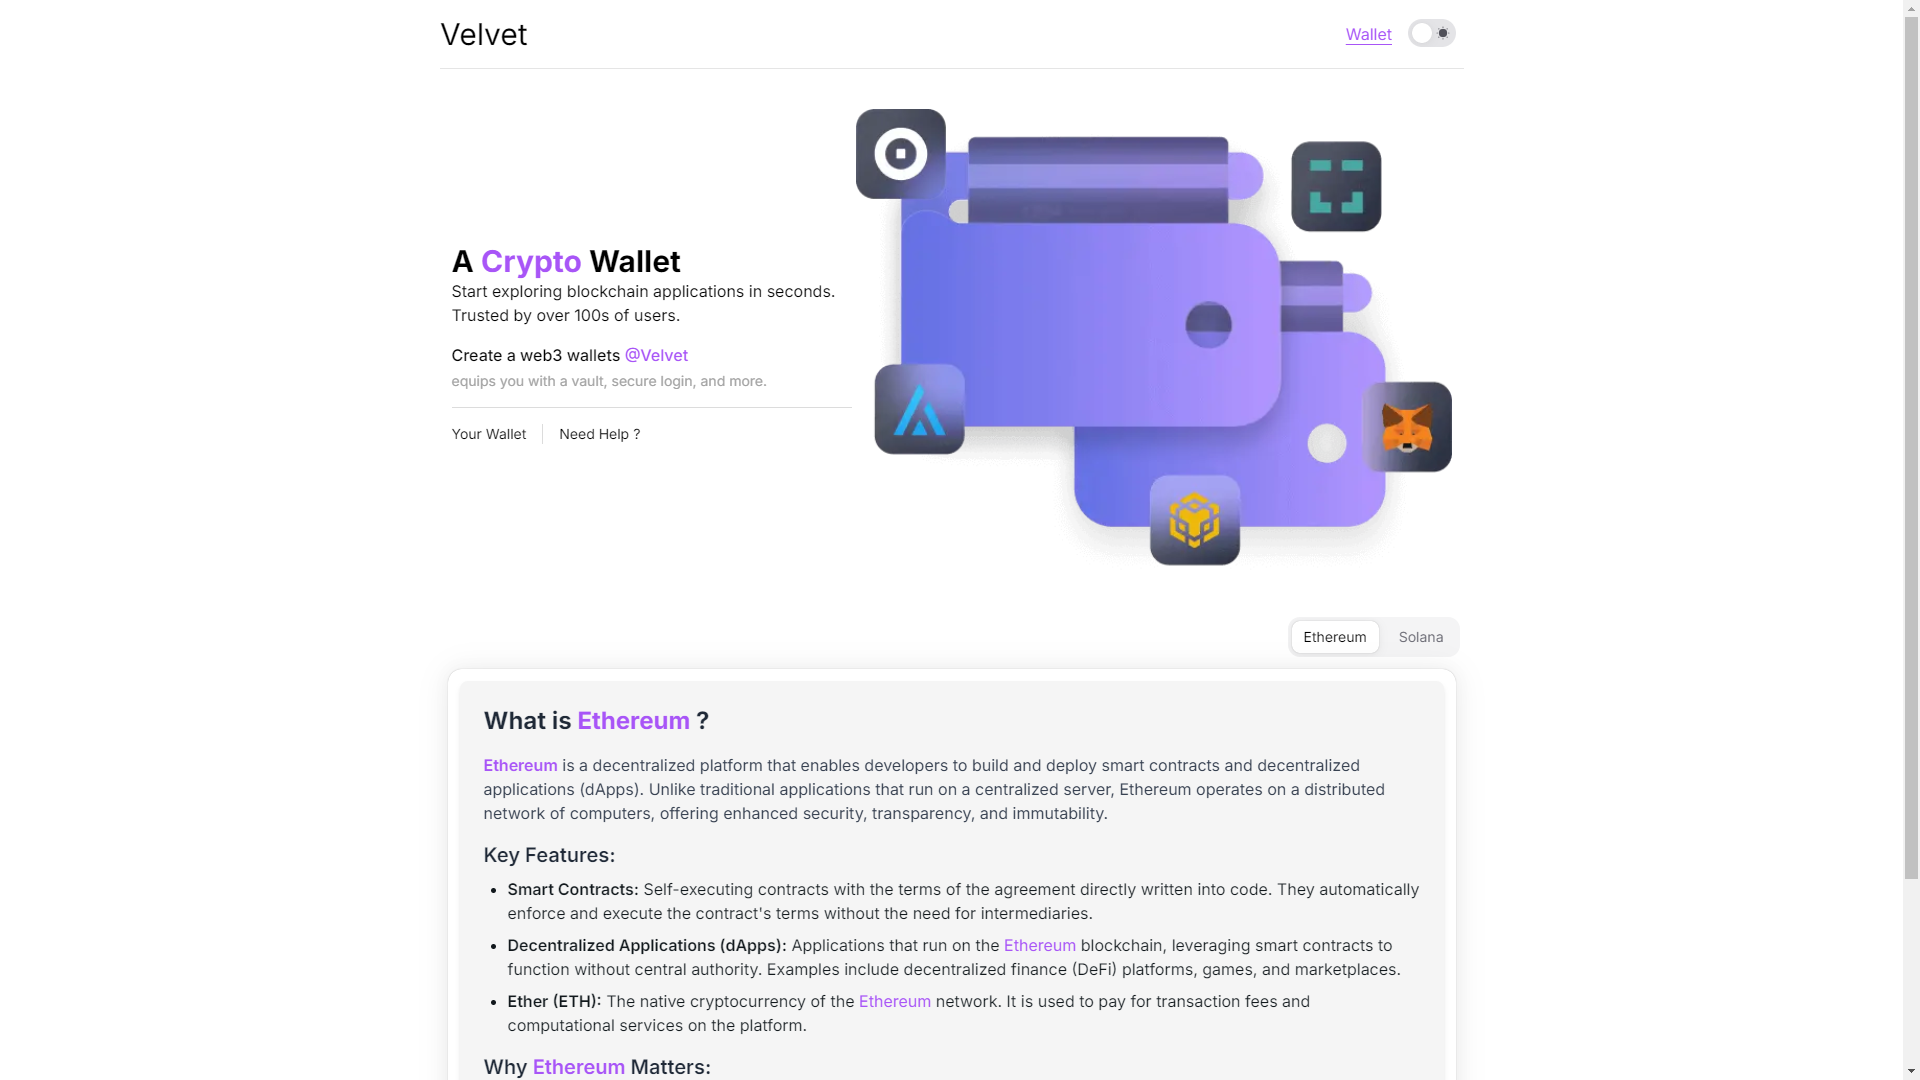 Velvet
Wallet
A Crypto Wallet
Start exploring blockchain applications in seconds.
Trusted by over 100s of users.
Create a web3 wallets @Velvet
equips you with a vault, secure login, and more.
Your Wallet
Need Help ?
Ethereum
Solana
What is Ethereum ?
Ethereum is a decentralized platform that enables developers to build and deploy smart contracts and decentralized
applications (dApps). Unlike traditional applications that run on a centralized server, Ethereum operates on a distributed
network of computers, offering enhanced security, transparency, and immutability.
Key Features:
• Smart Contracts: Self-executing contracts with the terms of the agreement directly written into code. They automatically
enforce and execute the contract's terms without the need for intermediaries.
• Decentralized Applications (dApps): Applications that run on the Ethereum blockchain, leveraging smart contracts to
function without central authority. Examples include decentralized finance (DeFi) platforms, games, and marketplaces.
• Ether (ETH): The native cryptocurrency of the Ethereum network. It is used to pay for transaction fees and
computational services on the platform.
Why Ethereum Matters: